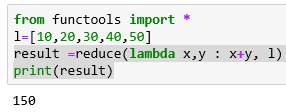 from functools import *
l=[10,20,30,40,50]
result =reduce(lambda x,y : x+y, l)
print(result)
150